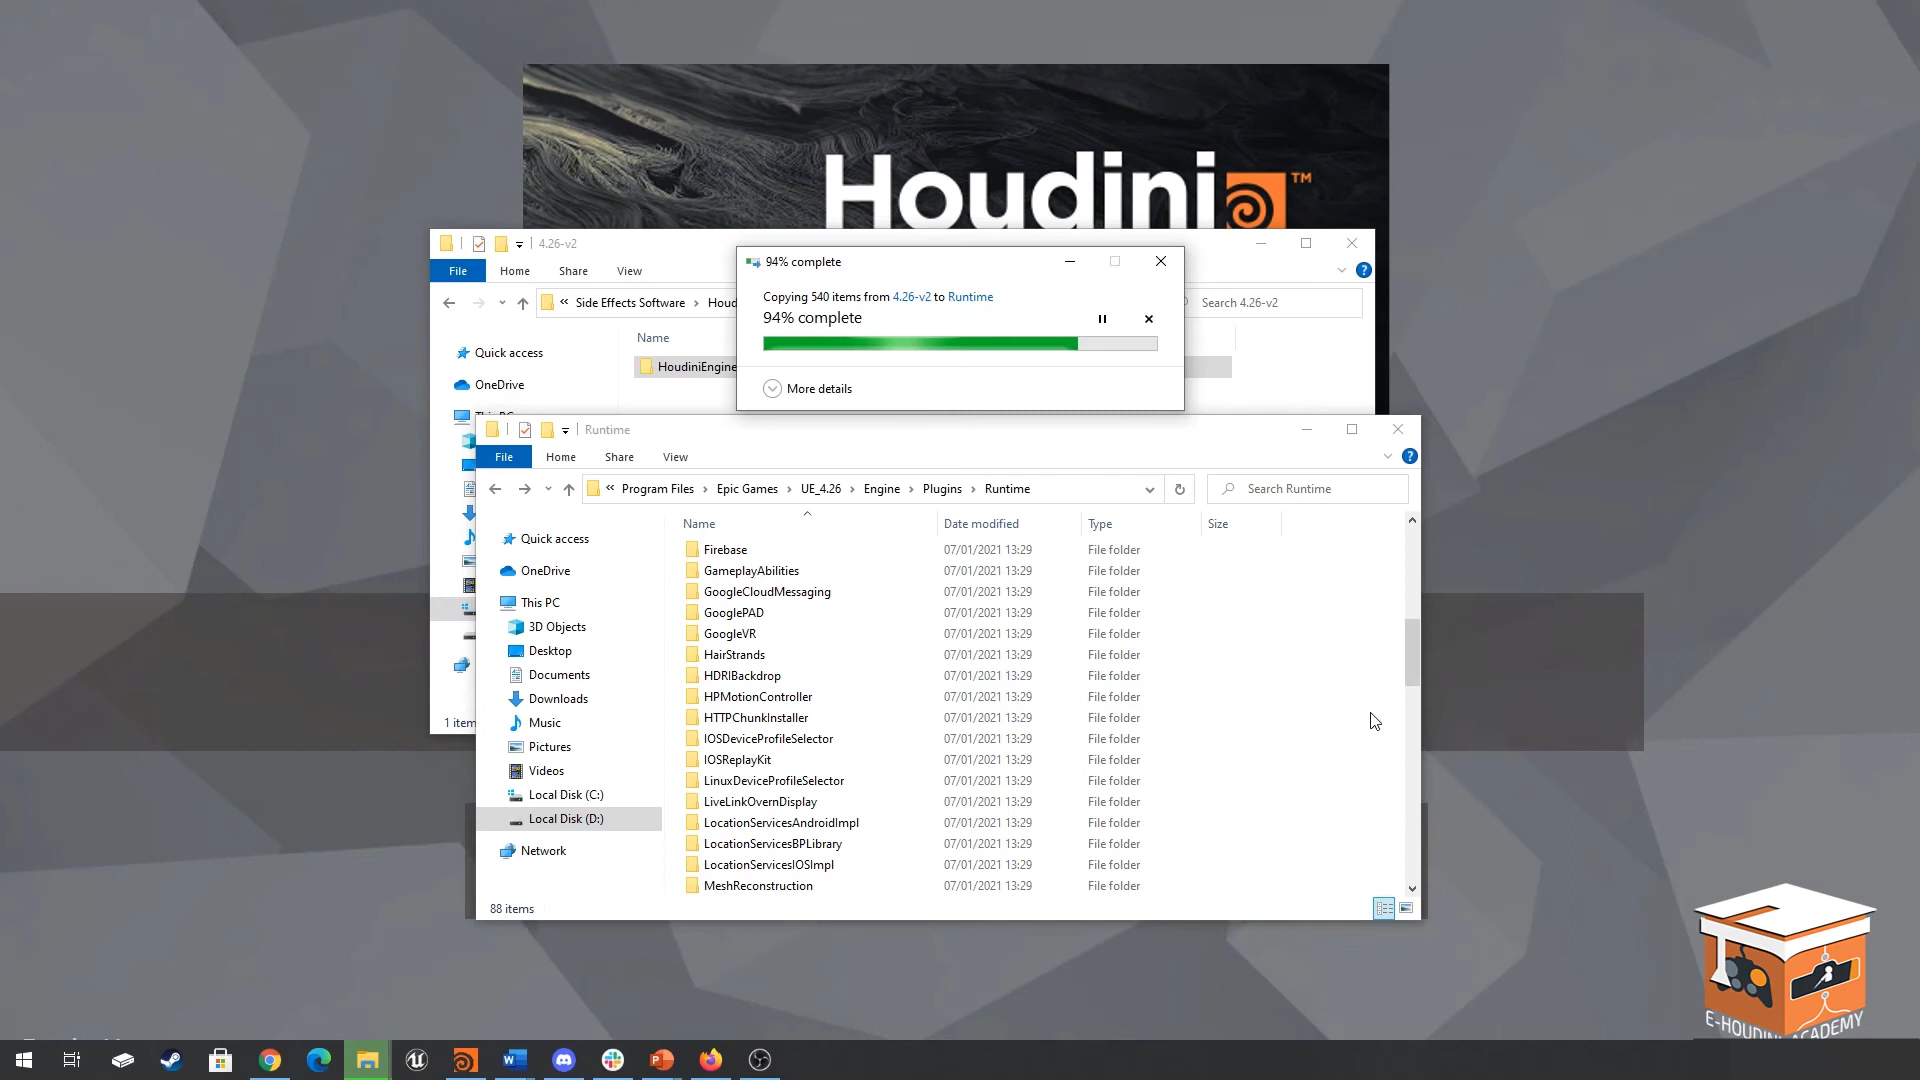 Houdini™
4.26-v2
File Home Share View
« Side Effects Software › Houd
Search 4.26-v2
Name
Quick access
HoudiniEngine
OneDrive
1 item
94% complete
Copying 540 items from 4.26-v2 to Runtime
94% complete
More details
Runtime
File Home Share View
« Program Files › Epic Games › UE_4.26 › Engine › Plugins › Runtime
Search Runtime
Name Date modified Type Size
Quick access
OneDrive
This PC
3D Objects
Desktop
Documents
Downloads
Music
Pictures
Videos
Local Disk (C:)
Local Disk (D:)
Network
Firebase 07/01/2021 13:29 File folder
GameplayAbilities 07/01/2021 13:29 File folder
GoogleCloudMessaging 07/01/2021 13:29 File folder
GooglePAD 07/01/2021 13:29 File folder
GoogleVR 07/01/2021 13:29 File folder
HairStrands 07/01/2021 13:29 File folder
HDRIBackdrop 07/01/2021 13:29 File folder
HPMotionController 07/01/2021 13:29 File folder
HTTPChunkInstaller 07/01/2021 13:29 File folder
IOSDeviceProfileSelector 07/01/2021 13:29 File folder
IOSReplayKit 07/01/2021 13:29 File folder
LinuxDeviceProfileSelector 07/01/2021 13:29 File folder
LiveLinkOvernDisplay 07/01/2021 13:29 File folder
LocationServicesAndroidImpl 07/01/2021 13:29 File folder
LocationServicesBPLibrary 07/01/2021 13:29 File folder
LocationServicesIOSImpl 07/01/2021 13:29 File folder
MeshReconstruction 07/01/2021 13:29 File folder
88 items